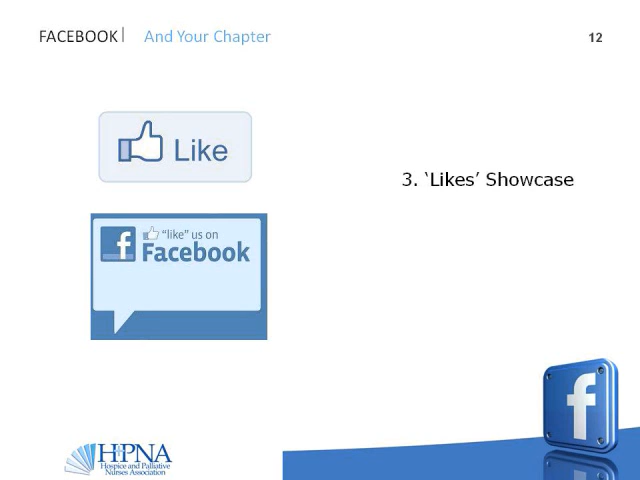 FACEBOOK| And Your Chapter
12
Like
3. ‘Likes’ Showcase
f "like" us on
Facebook
f
HPNA
Hospice and Palliative
Nurses Association